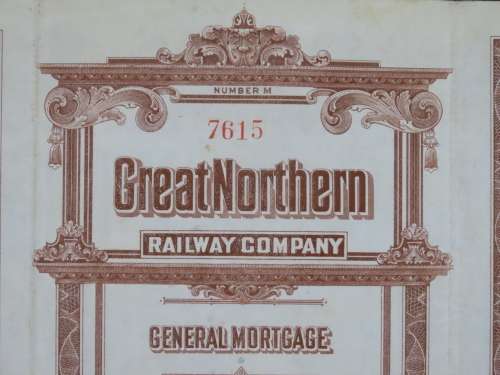 NUMBER M
7615
Great Northern
RAILWAY COMPANY
GENERAL MORTGAGE